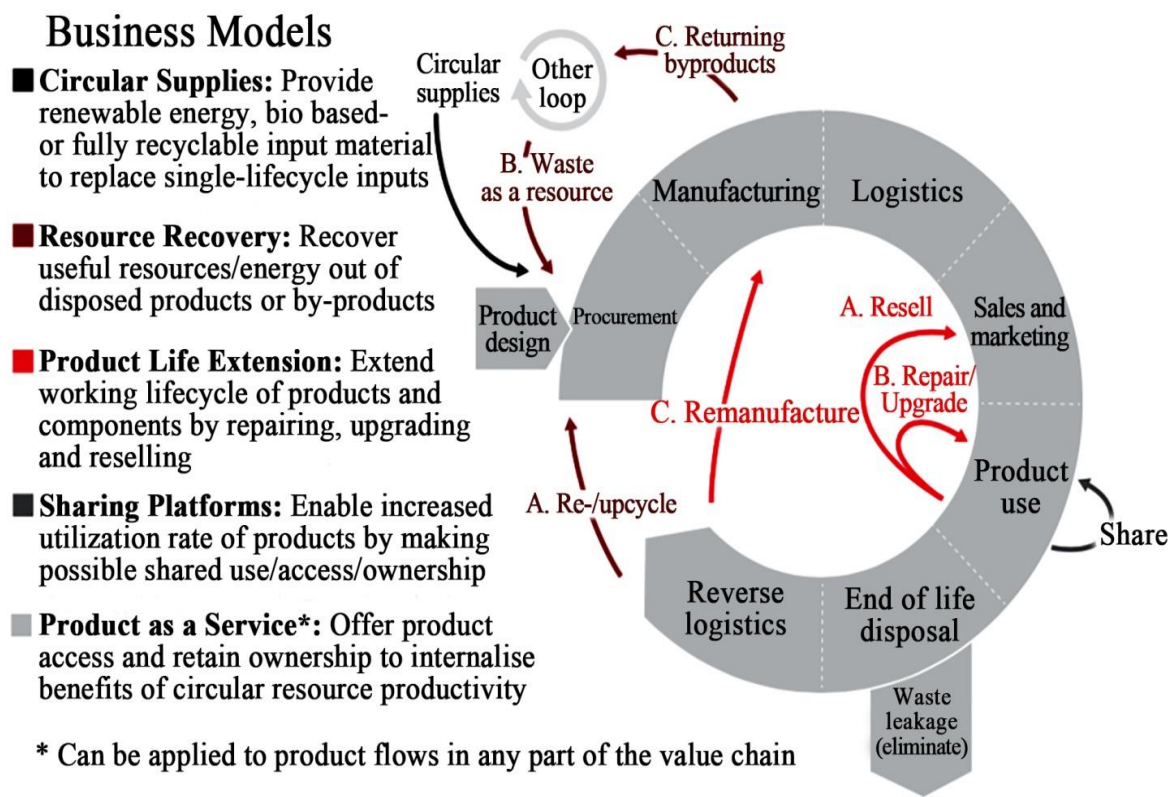 Business Models
Circular Supplies: Provide
renewable energy, bio based-
or fully recyclable input material
to replace single-lifecycle inputs
Resource Recovery: Recover
useful resources/energy out of
disposed products or by-products
Product Life Extension: Extend
working lifecycle of products and
components by repairing, upgrading
and reselling
Sharing Platforms: Enable increased
utilization rate of products by making
possible shared use/access/ownership
Product as a Service*: Offer product
access and retain ownership to internalise
benefits of circular resource productivity
* Can be applied to product flows in any part of the value chain
Circular
supplies
Other
loop
C. Returning
byproducts
B. Waste
as a resource
Product
design
Procurement
Manufacturing
Logistics
Sales and
marketing
A. Resell
B. Repair/
Upgrade
C. Remanufacture
Product
use
Share
A. Re-/upcycle
Reverse
logistics
End of life
disposal
Waste
leakage
(eliminate)